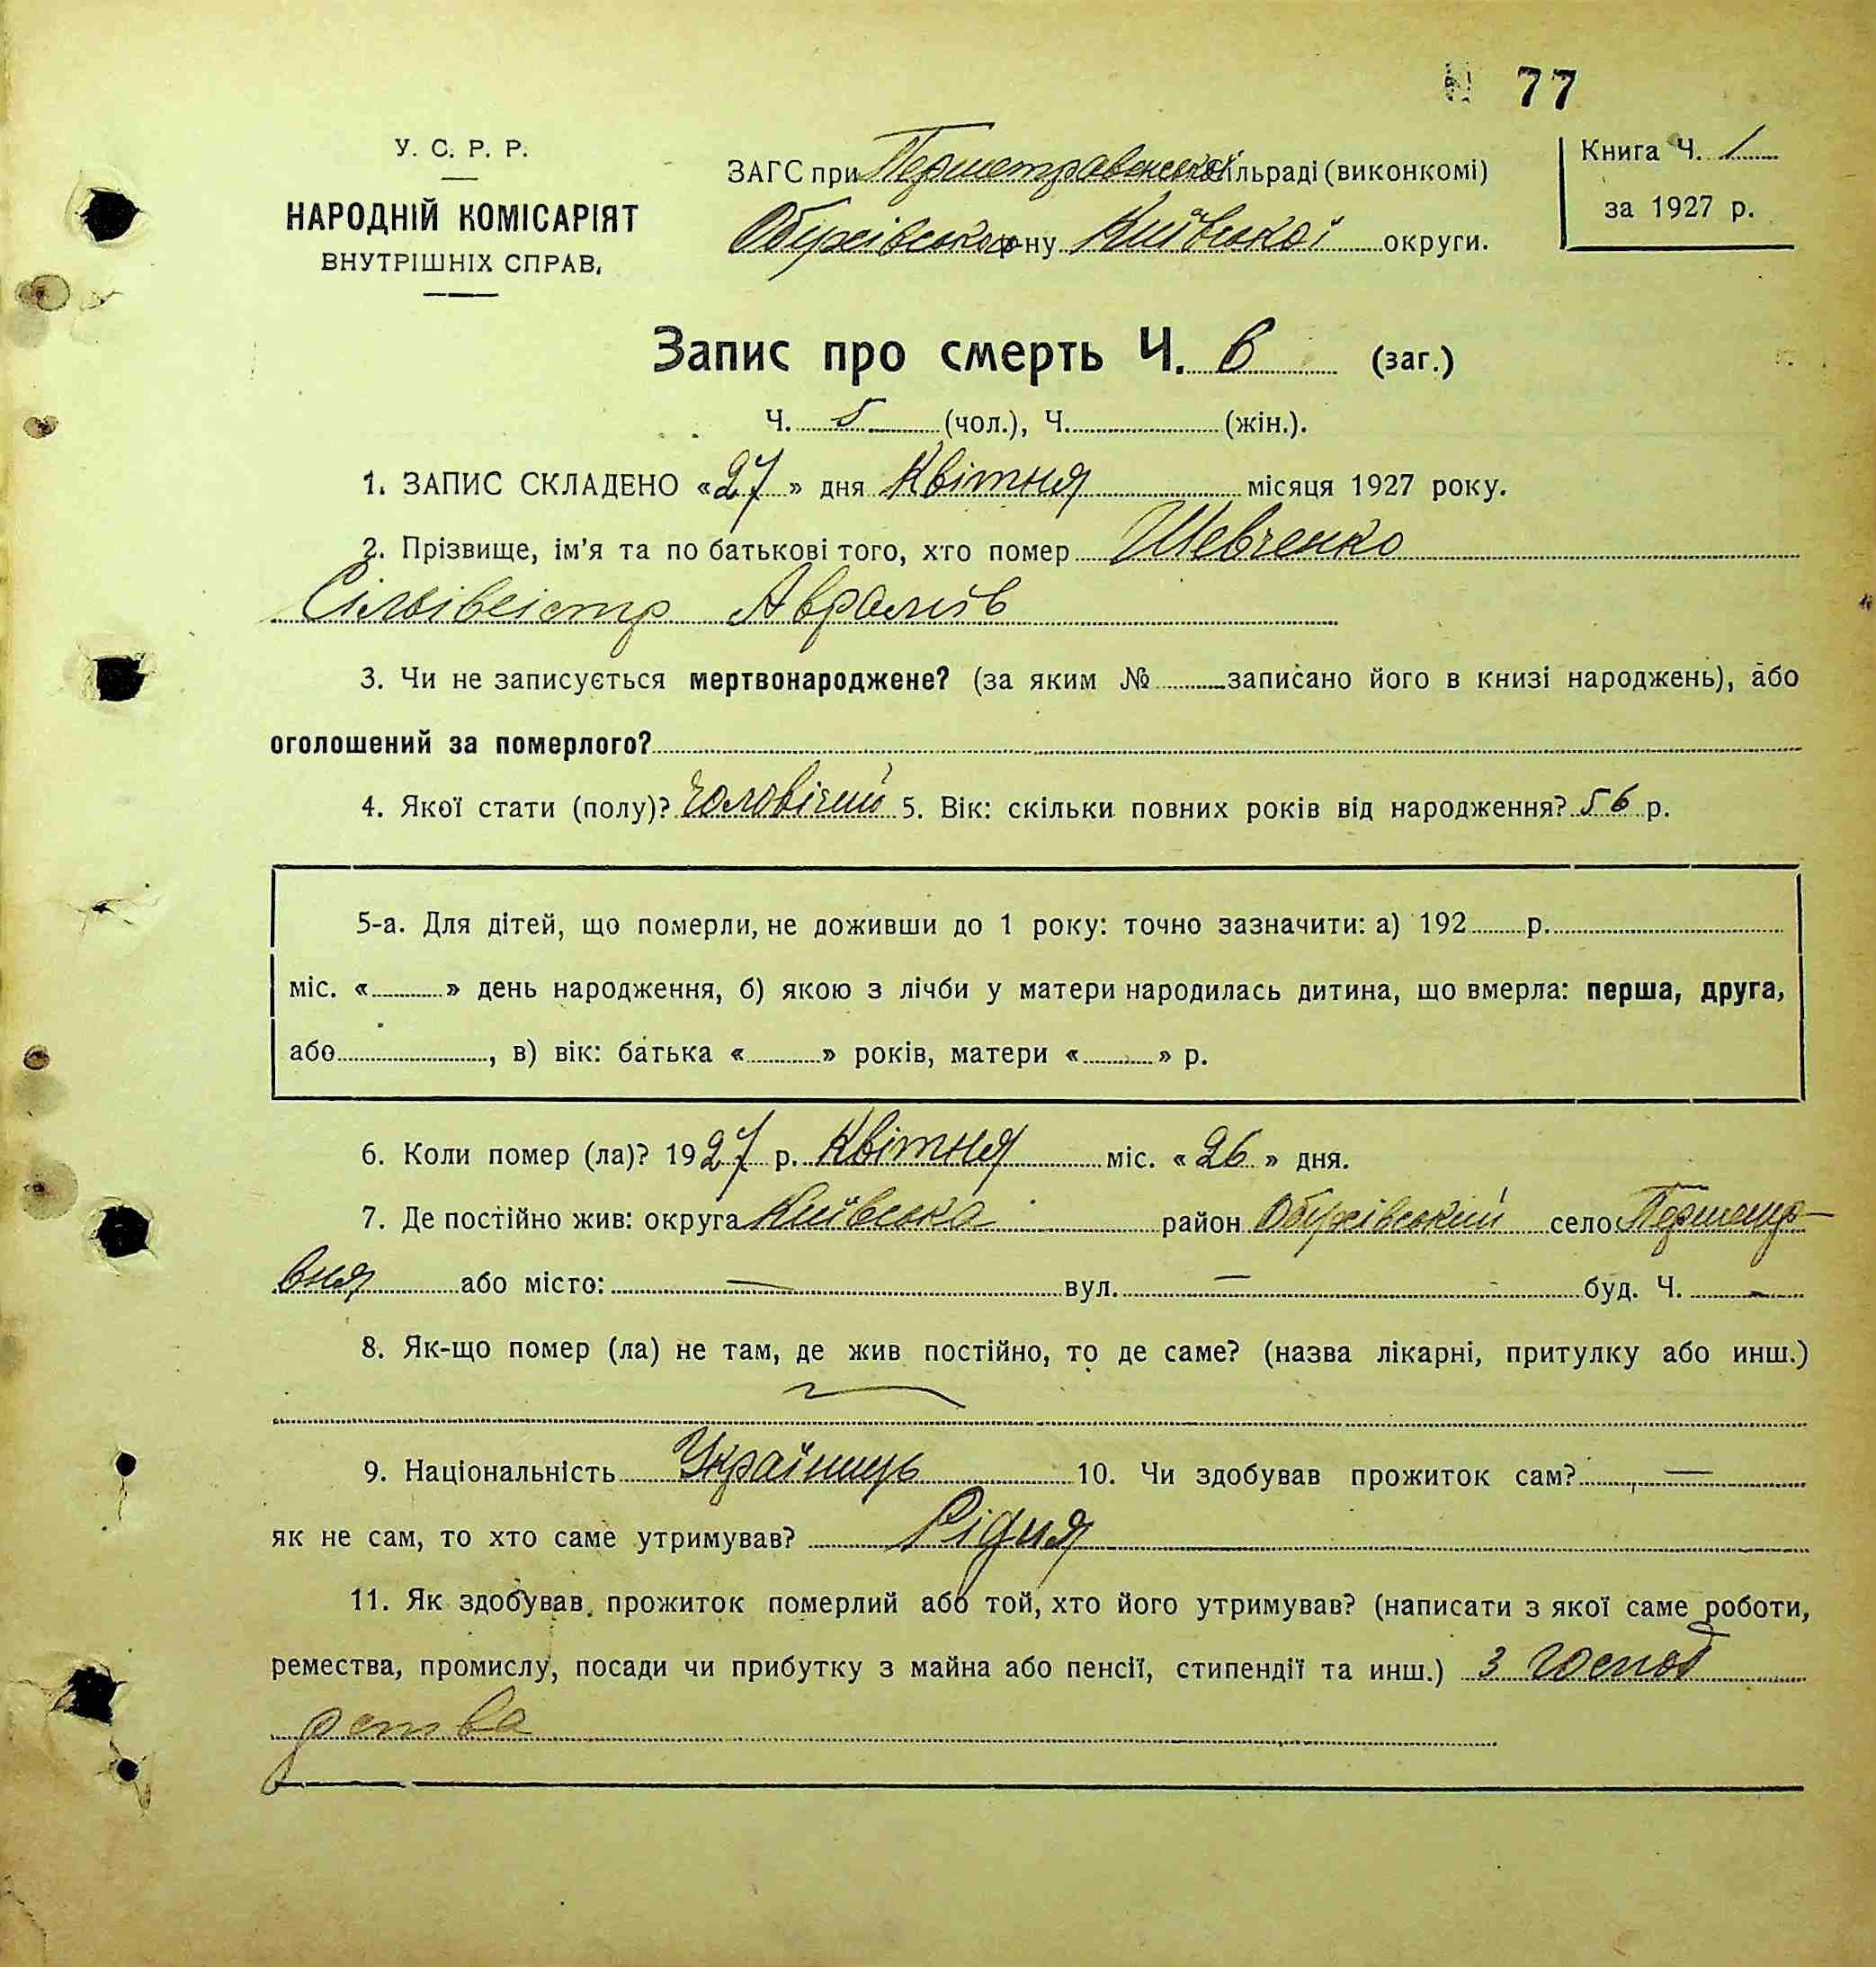 77
У. С. Р. Р.
НАРОДНІЙ КОМІСАРІЯТ
ВНУТРІШНІХ СПРАВ,
ЗАГС при Першетравенській сільраді (виконкомі)
Обухівського р-ну Київської округи.
Книга Ч. 1
за 1927 р.
Запис про смерть Ч. 6 (заг.)
Ч. 5 (чол.), Ч. (жін.).
1. ЗАПИС СКЛАДЕНО «27» дня Квітня місяця 1927 року.
2. Прізвище, ім'я та по батькові того, хто помер Шевченко
Сільвівеістр Аврамів
3. Чи не записується мертвонароджене? (за яким № записано його в книзі народжень), або
оголошений за померлого?
4. Якої стати (полу)? Чоловічий 5. Вік: скільки повних років від народження? 56 р.
5-а. Для дітей, що померли, не доживши до 1 року: точно зазначити: а) 192 р.
міс. « » день народження, б) якою з лічби у матери народилась дитина, що вмерла: перша, друга,
або , в) вік: батька « » років, матери « » р.
6. Коли помер (ла)? 1927 р. Квітня міс. «26» дня.
7. Де постійно жив: округа Київська район Обухівський село Першетра-
вня або місто: — вул. — буд. Ч. —
8. Як-що помер (ла) не там, де жив постійно, то де саме? (назва лікарні, притулку або инш.)
9. Національність Українець 10. Чи здобував прожиток сам? —
як не сам, то хто саме утримував? Рідня
11. Як здобував прожиток померлий або той, хто його утримував? (написати з якої саме роботи,
ремества, промислу, посади чи прибутку з майна або пенсії, стипендії та инш.) З господ
рства